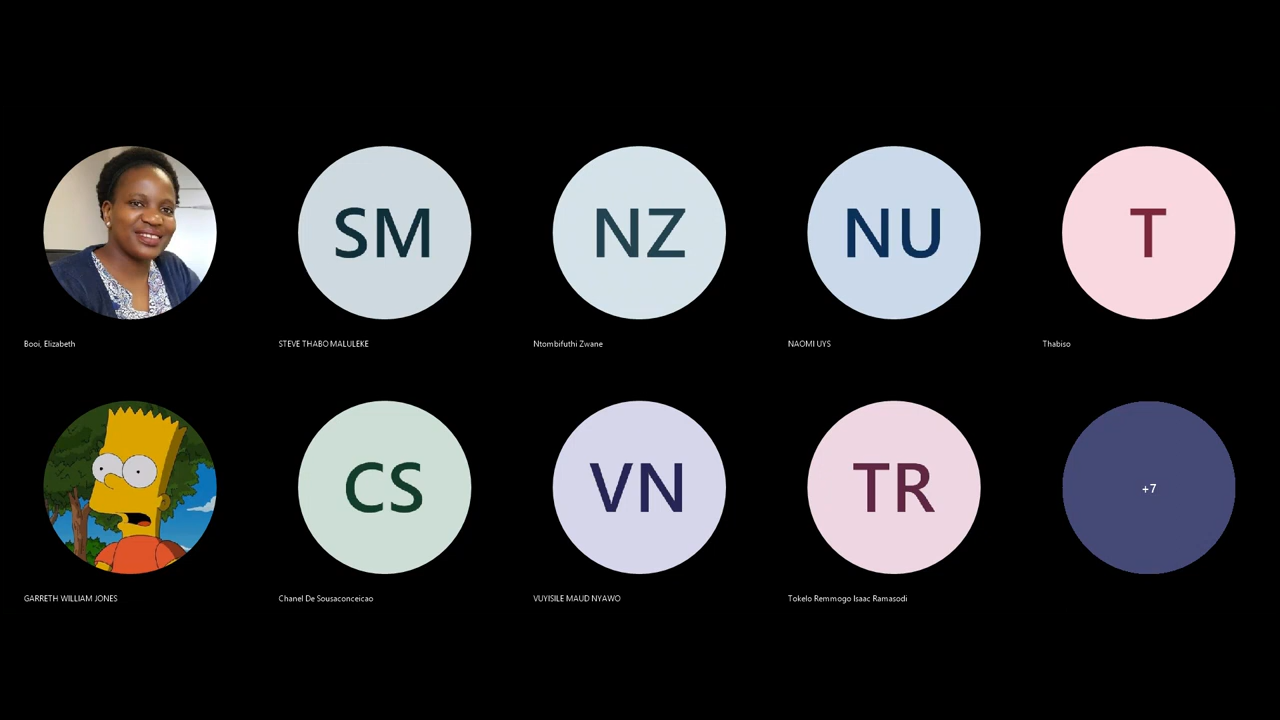 SM
NZ
NU
T
Booi, Elizabeth
STEVE THABO MALULEKE
Ntombifuthi Zwane
NAOMI UYS
Thabiso
CS
VN
TR
+7
GARRETH WILLIAM JONES
Chanel De Sousaconceicao
VUYISILE MAUD NYAWO
Tokelo Remmogo Isaac Ramasodi